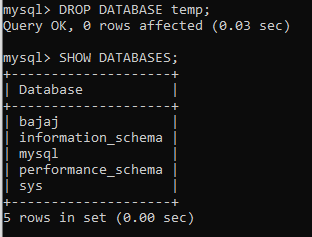 mysql> DROP DATABASE temp;
Query OK, 0 rows affected (0.03 sec)
mysql> SHOW DATABASES;
+--------------------+
| Database           |
+--------------------+
| bajaj              |
| information_schema |
| mysql              |
| performance_schema |
| sys                |
+--------------------+
5 rows in set (0.00 sec)